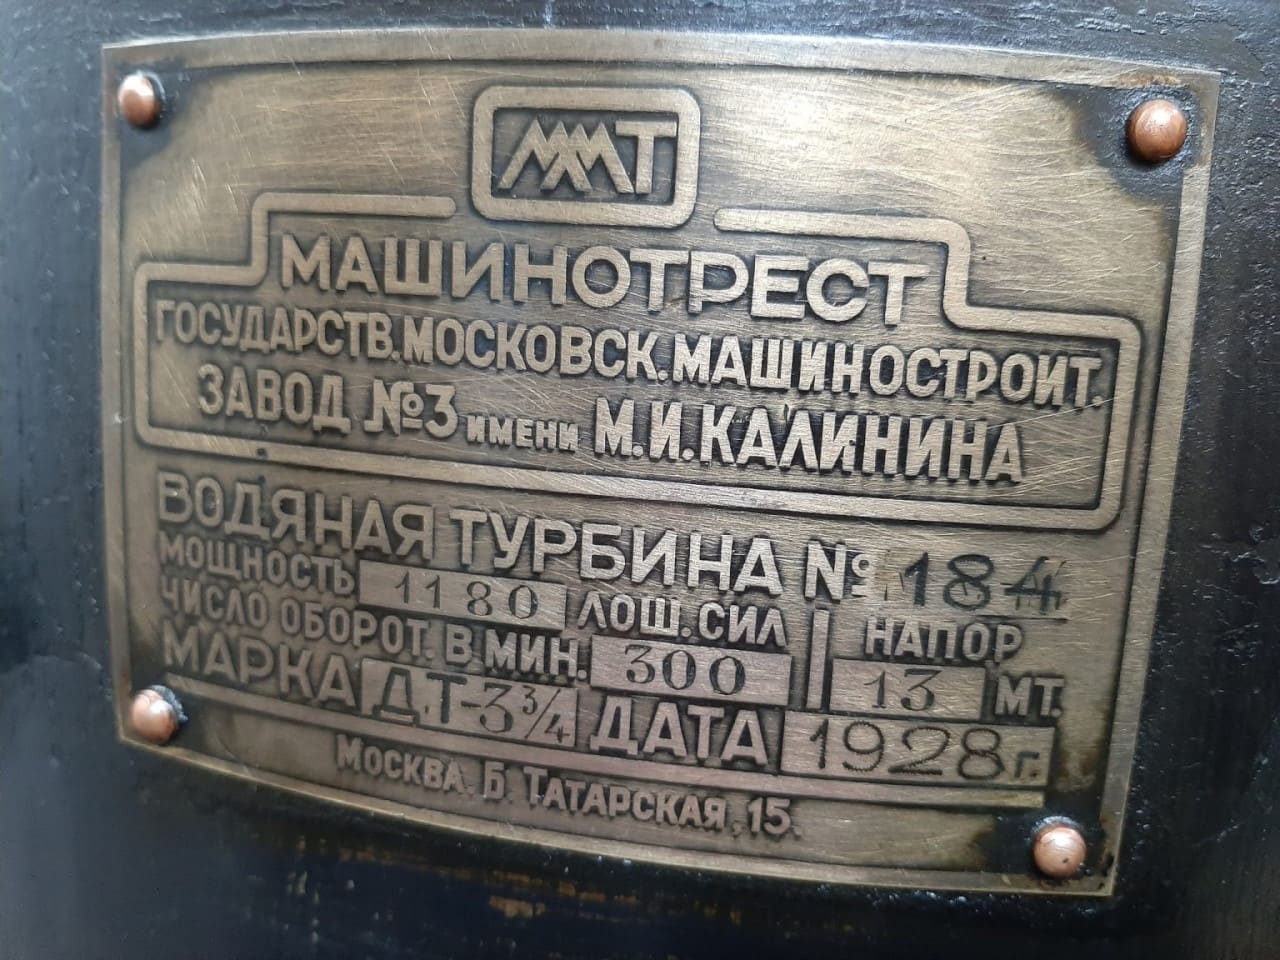 ММТ
МАШИНОТРЕСТ
ГОСУДАРСТВ.МОСКОВСК.МАШИНОСТРОИТ.
ЗАВОД №3 ИМЕНИ М.И.КАЛИНИНА
ВОДЯНАЯ ТУРБИНА № 184
МОЩНОСТЬ 1180 ЛОШ.СИЛ НАПОР
ЧИСЛО ОБОРОТ. В МИН. 300 13 МТ.
МАРКА Д.Т-3¾ ДАТА 1928г.
МОСКВА. Б. ТАТАРСКАЯ, 15.